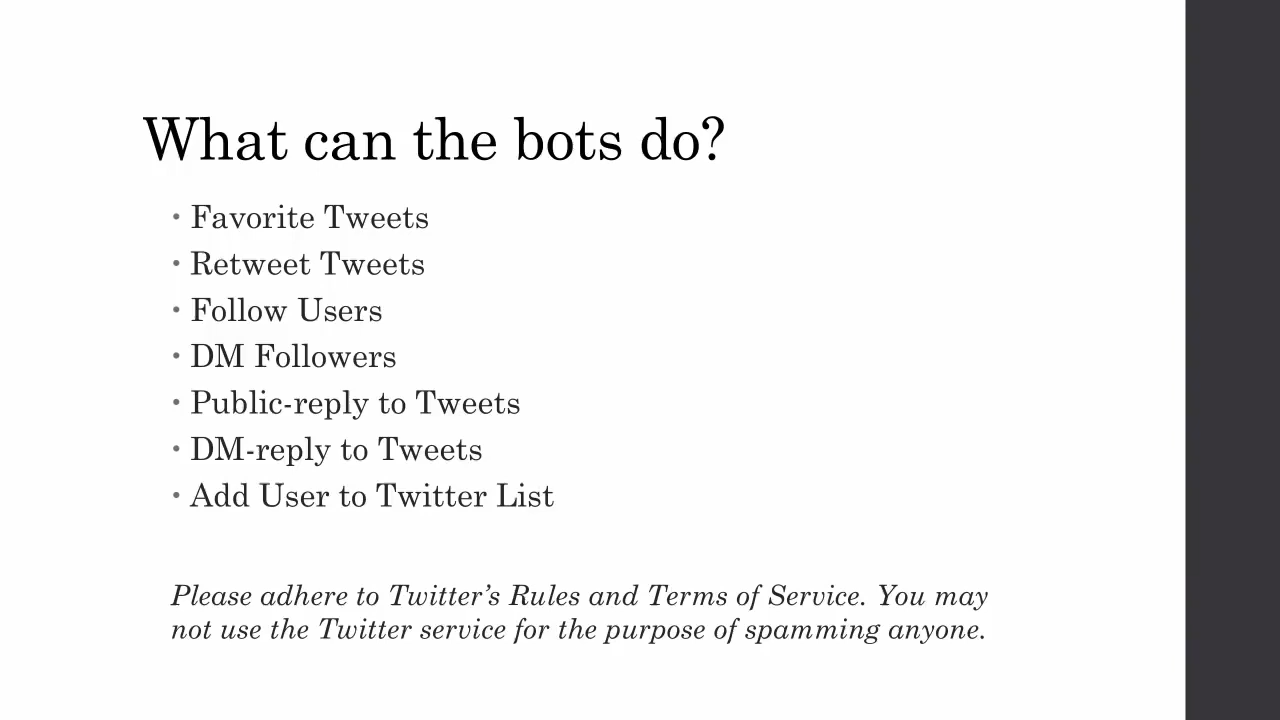 What can the bots do?
• Favorite Tweets
• Retweet Tweets
• Follow Users
• DM Followers
• Public-reply to Tweets
• DM-reply to Tweets
• Add User to Twitter List
Please adhere to Twitter’s Rules and Terms of Service. You may
not use the Twitter service for the purpose of spamming anyone.